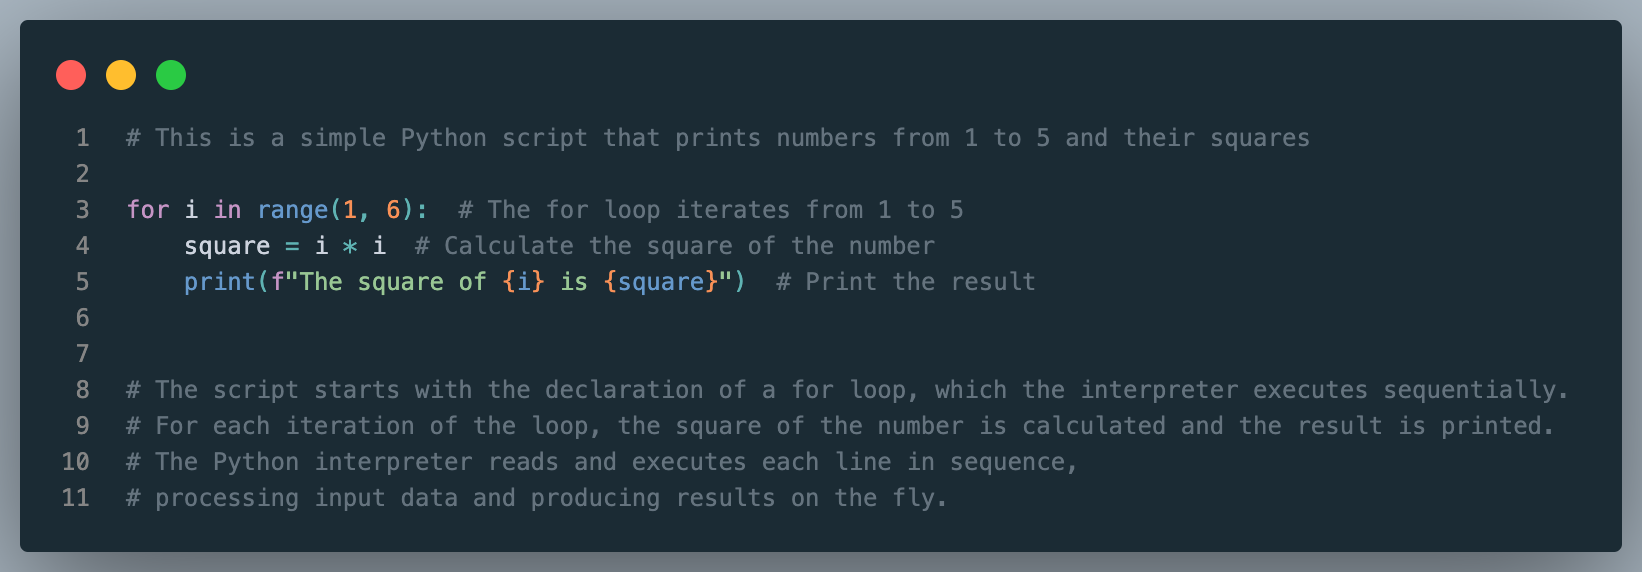 1 # This is a simple Python script that prints numbers from 1 to 5 and their squares
2
3 for i in range(1, 6):  # The for loop iterates from 1 to 5
4     square = i * i  # Calculate the square of the number
5     print(f"The square of {i} is {square}")  # Print the result
6
7
8 # The script starts with the declaration of a for loop, which the interpreter executes sequentially.
9 # For each iteration of the loop, the square of the number is calculated and the result is printed.
10 # The Python interpreter reads and executes each line in sequence,
11 # processing input data and producing results on the fly.